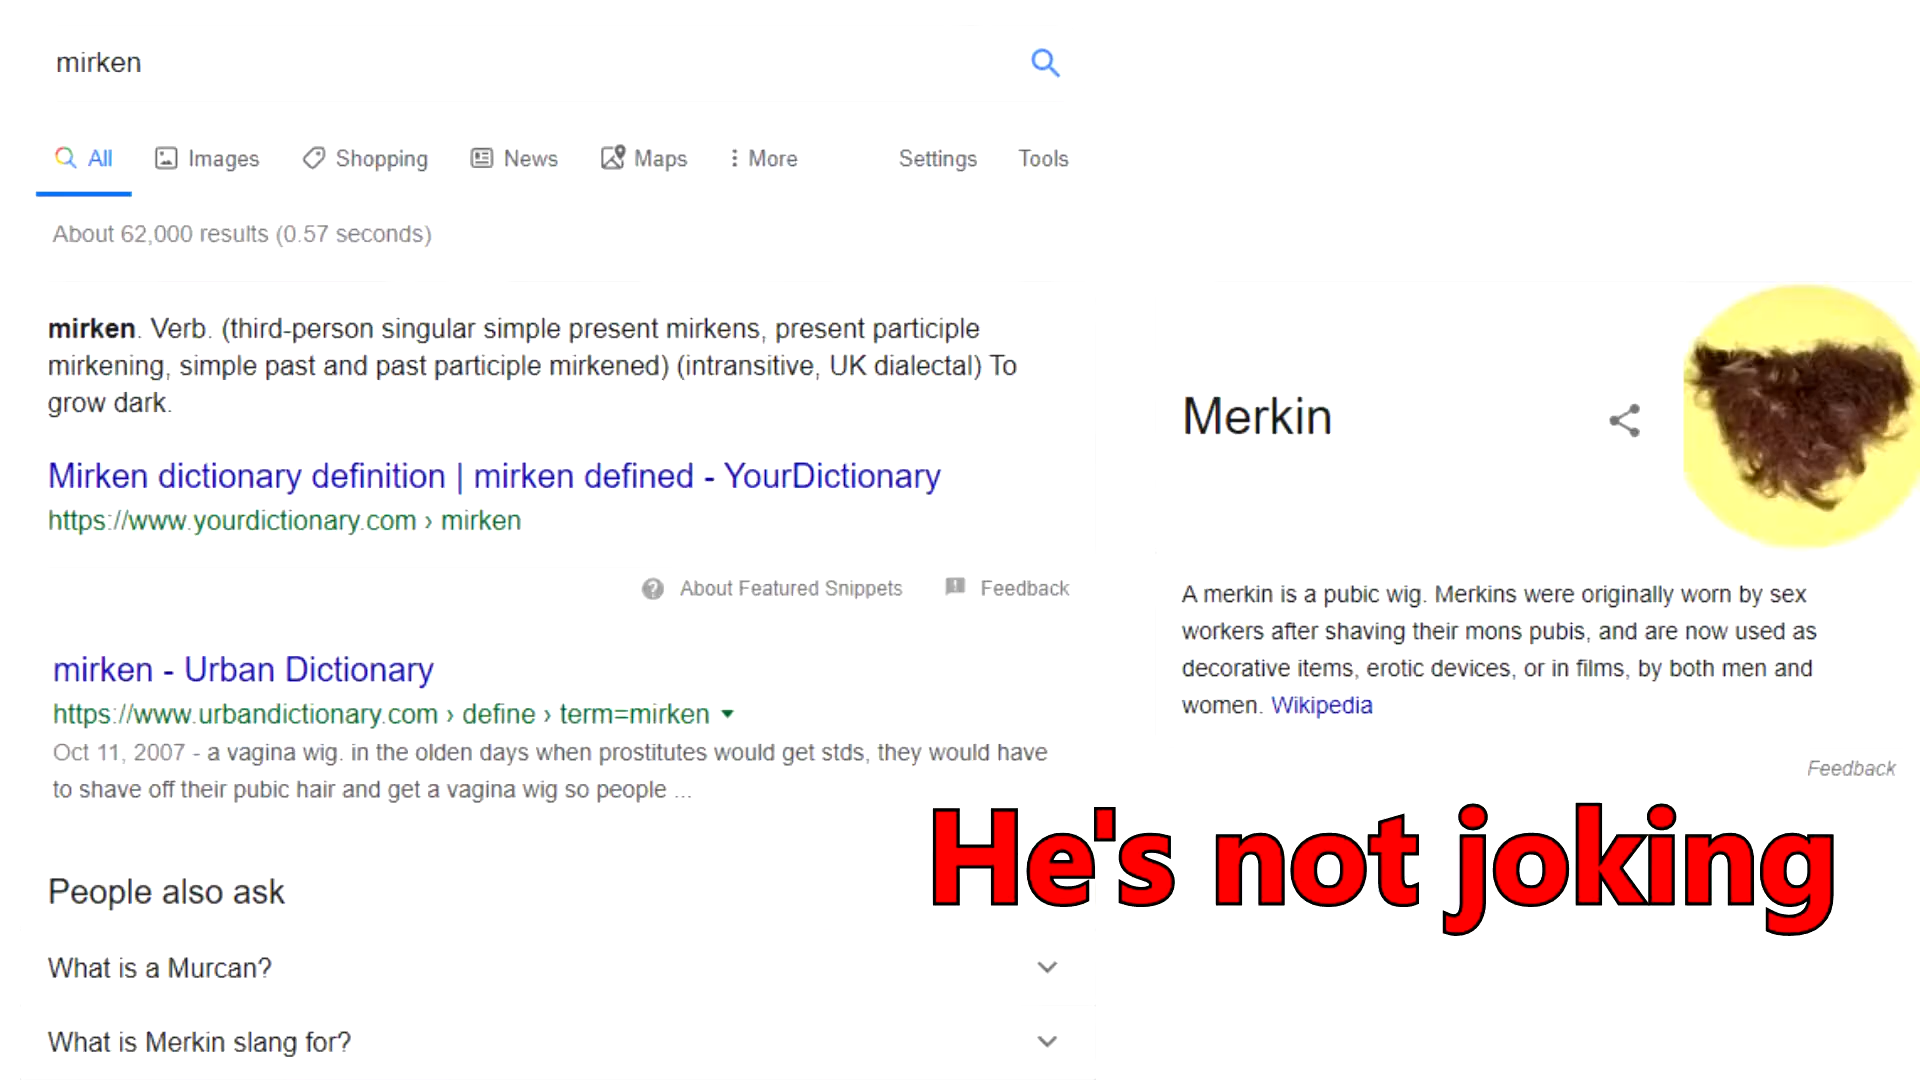 mirken
All
Images
Shopping
News
Maps
More
Settings
Tools
About 62,000 results (0.57 seconds)
mirken. Verb. (third-person singular simple present mirkens, present participle
mirkening, simple past and past participle mirkened) (intransitive, UK dialectal) To
grow dark.
Mirken dictionary definition | mirken defined - YourDictionary
https://www.yourdictionary.com › mirken
About Featured Snippets
Feedback
mirken - Urban Dictionary
https://www.urbandictionary.com › define › term=mirken
Oct 11, 2007 - a vagina wig. in the olden days when prostitutes would get stds, they would have
to shave off their pubic hair and get a vagina wig so people ...
People also ask
What is a Murcan?
What is Merkin slang for?
Merkin
A merkin is a pubic wig. Merkins were originally worn by sex
workers after shaving their mons pubis, and are now used as
decorative items, erotic devices, or in films, by both men and
women. Wikipedia
Feedback
He's not joking